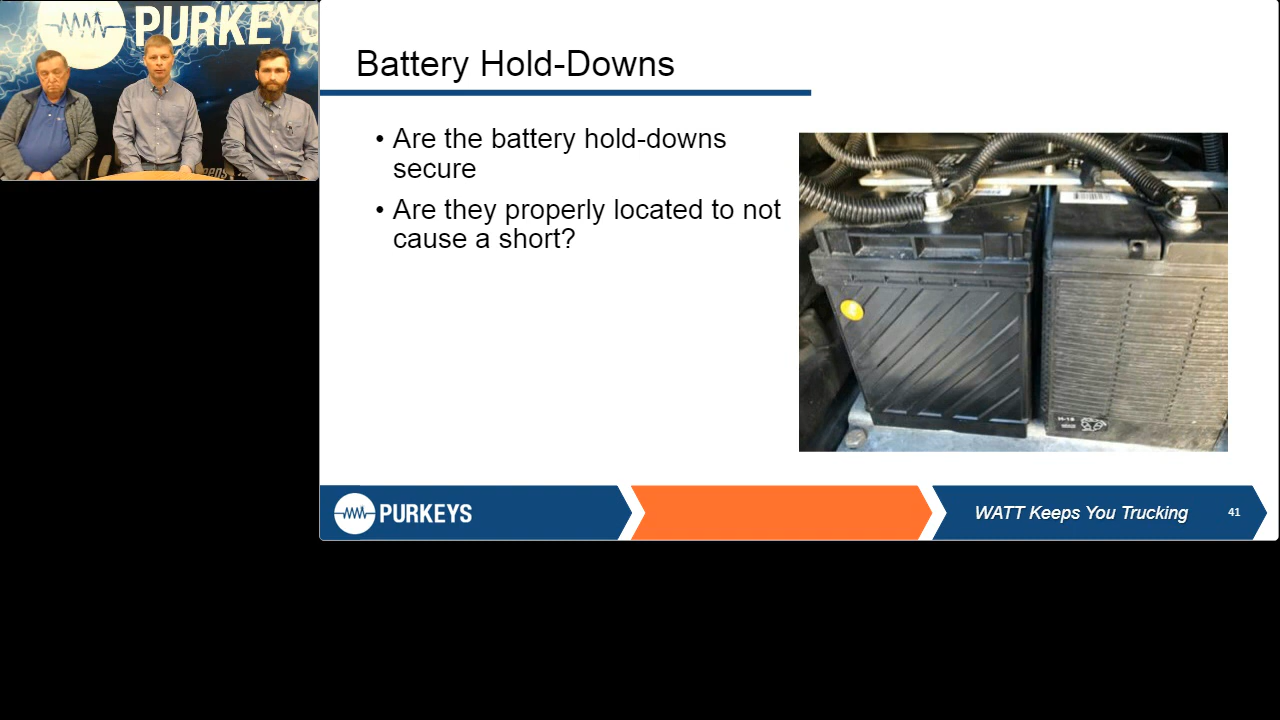 PURKEYS
Battery Hold-Downs
• Are the battery hold-downs
secure
• Are they properly located to not
cause a short?
PURKEYS
WATT Keeps You Trucking
41